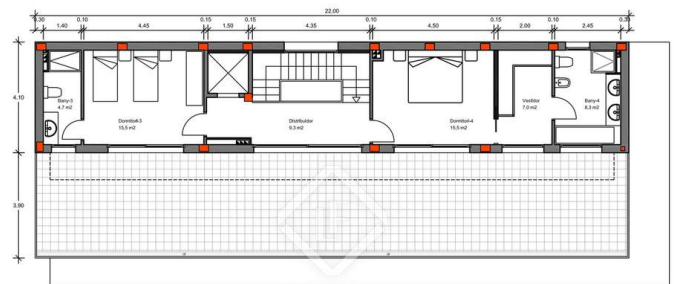 22.00
0.30 0.10 0.15 0.15 0.10 0.15 0.10 0.35
1.40 4.45 1.50 4.35 4.50 2.00 2.45
4.10
Bany-3
4.7 m2
Dormitori-3
15,5 m2
Distribuïdor
9.3 m2
Dormitori-4
15,5 m2
Vestidor
7.0 m2
Bany-4
8,3 m2
3.90